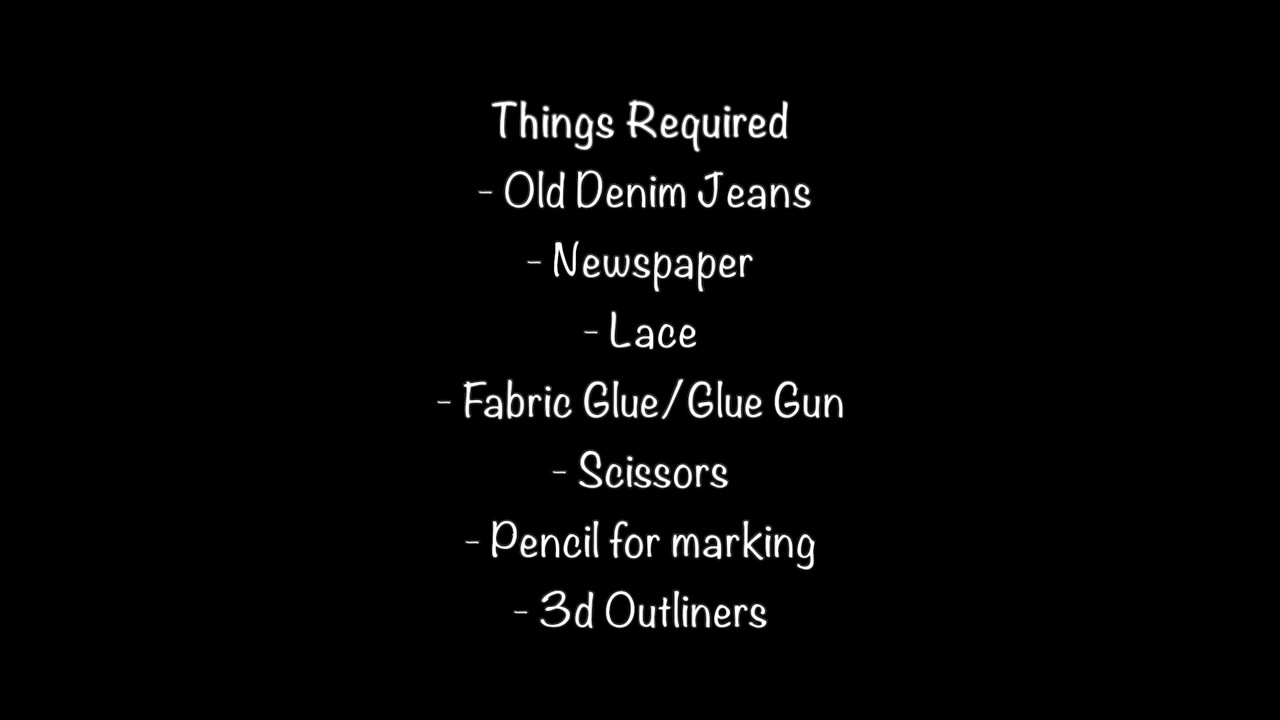 Things Required
- Old Denim Jeans
- Newspaper
- Lace
- Fabric Glue/Glue Gun
- Scissors
- Pencil for marking
- 3d Outliners